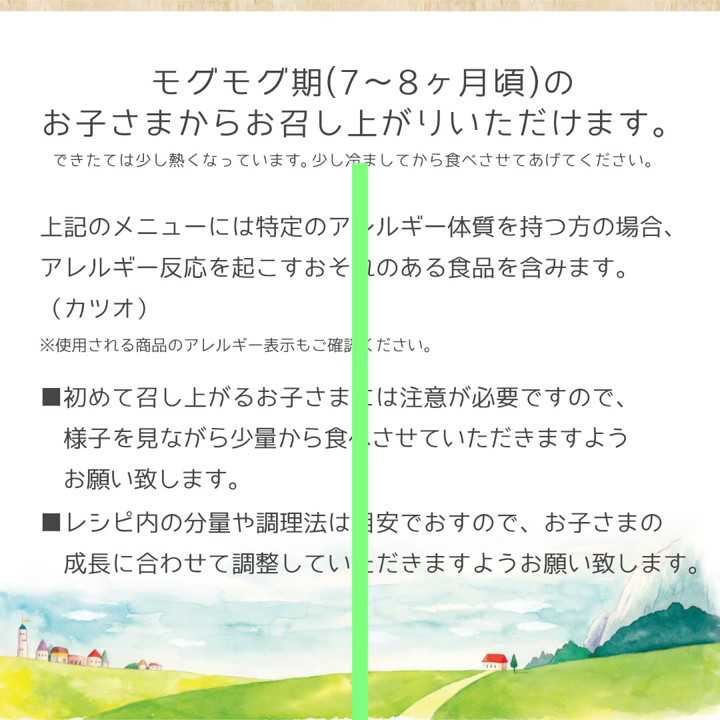 モグモグ期(7〜8ヶ月頃)の
お子さまからお召し上がりいただけます。
できたては少し熱くなっています。少し冷ましてから食べさせてあげてください。
上記のメニューには特定のアレルギー体質を持つ方の場合、
アレルギー反応を起こすおそれのある食品を含みます。
（カツオ）
※使用される商品のアレルギー表示もご確認ください。
■初めて召し上がるお子さまには注意が必要ですので、
様子を見ながら少量から食べさせていただきますよう
お願い致します。
■レシピ内の分量や調理法は目安でおすので、お子さまの
成長に合わせて調整していただきますようお願い致します。